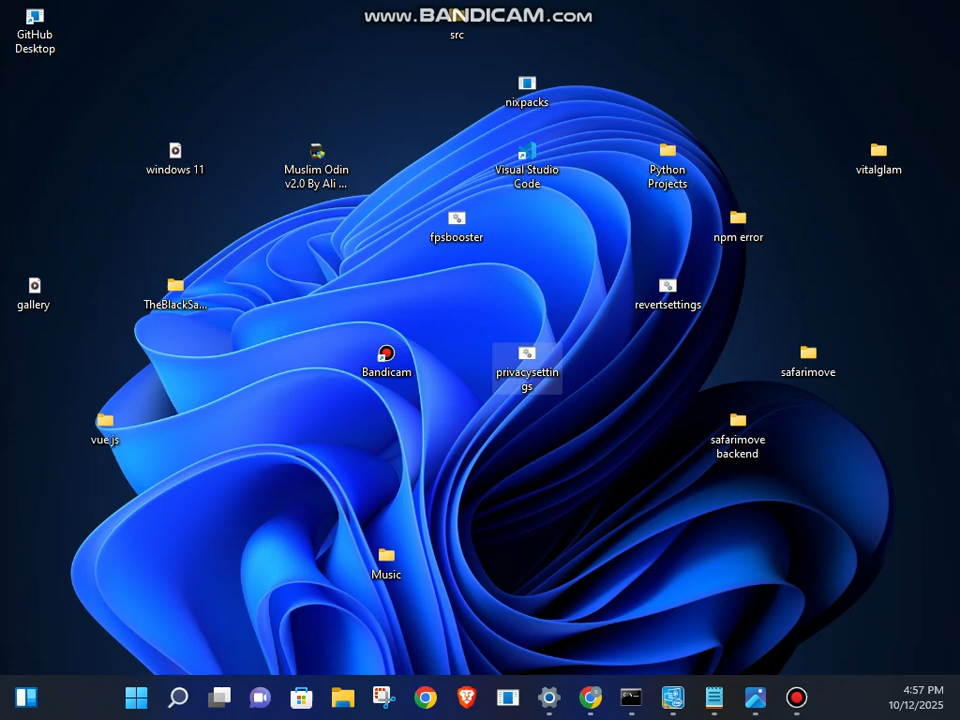 www.BANDICAM.com
GitHub
Desktop
src
nixpacks
windows 11
Muslim Odin
v2.0 By Ali ...
Visual Studio
Code
Python
Projects
vitalglam
fpsbooster
npm error
gallery
TheBlackSa...
revertsettings
Bandicam
privacysettin
gs
safarimove
vue js
safarimove
backend
Music
4:57 PM
10/12/2025